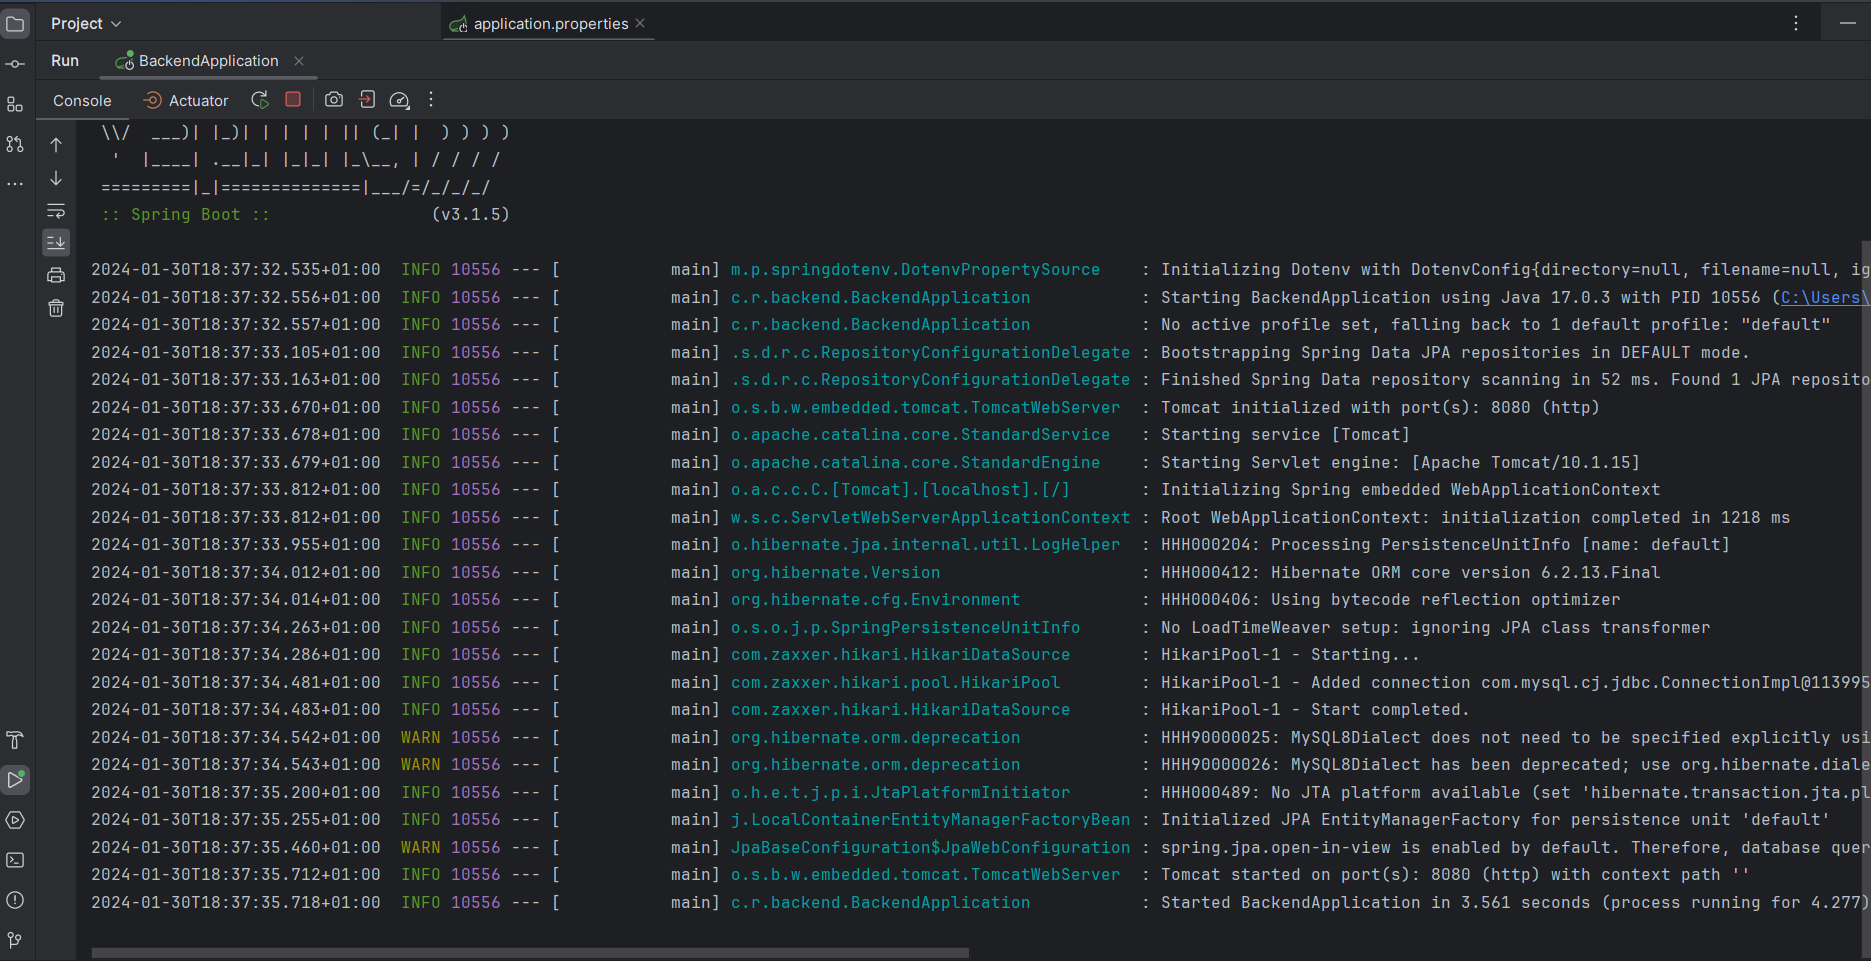 Project
application.properties
Run
BackendApplication
Console
Actuator
\\/  ___)| |_)| | | | | || (_| |  ) ) ) )
'  |____| .__|_| |_|_| |_\__, | / / / /
=========|_|==============|___/=/_/_/_/
:: Spring Boot ::                (v3.1.5)
2024-01-30T18:37:32.535+01:00  INFO 10556 --- [           main] m.p.springdotenv.DotenvPropertySource    : Initializing Dotenv with DotenvConfig{directory=null, filename=null, ig
2024-01-30T18:37:32.556+01:00  INFO 10556 --- [           main] c.r.backend.BackendApplication           : Starting BackendApplication using Java 17.0.3 with PID 10556 (C:\Users\
2024-01-30T18:37:32.557+01:00  INFO 10556 --- [           main] c.r.backend.BackendApplication           : No active profile set, falling back to 1 default profile: "default"
2024-01-30T18:37:33.105+01:00  INFO 10556 --- [           main] .s.d.r.c.RepositoryConfigurationDelegate : Bootstrapping Spring Data JPA repositories in DEFAULT mode.
2024-01-30T18:37:33.163+01:00  INFO 10556 --- [           main] .s.d.r.c.RepositoryConfigurationDelegate : Finished Spring Data repository scanning in 52 ms. Found 1 JPA reposito
2024-01-30T18:37:33.670+01:00  INFO 10556 --- [           main] o.s.b.w.embedded.tomcat.TomcatWebServer  : Tomcat initialized with port(s): 8080 (http)
2024-01-30T18:37:33.678+01:00  INFO 10556 --- [           main] o.apache.catalina.core.StandardService   : Starting service [Tomcat]
2024-01-30T18:37:33.679+01:00  INFO 10556 --- [           main] o.apache.catalina.core.StandardEngine    : Starting Servlet engine: [Apache Tomcat/10.1.15]
2024-01-30T18:37:33.812+01:00  INFO 10556 --- [           main] o.a.c.c.C.[Tomcat].[localhost].[/]       : Initializing Spring embedded WebApplicationContext
2024-01-30T18:37:33.812+01:00  INFO 10556 --- [           main] w.s.c.ServletWebServerApplicationContext : Root WebApplicationContext: initialization completed in 1218 ms
2024-01-30T18:37:33.955+01:00  INFO 10556 --- [           main] o.hibernate.jpa.internal.util.LogHelper  : HHH000204: Processing PersistenceUnitInfo [name: default]
2024-01-30T18:37:34.012+01:00  INFO 10556 --- [           main] org.hibernate.Version                    : HHH000412: Hibernate ORM core version 6.2.13.Final
2024-01-30T18:37:34.014+01:00  INFO 10556 --- [           main] org.hibernate.cfg.Environment            : HHH000406: Using bytecode reflection optimizer
2024-01-30T18:37:34.263+01:00  INFO 10556 --- [           main] o.s.o.j.p.SpringPersistenceUnitInfo      : No LoadTimeWeaver setup: ignoring JPA class transformer
2024-01-30T18:37:34.286+01:00  INFO 10556 --- [           main] com.zaxxer.hikari.HikariDataSource       : HikariPool-1 - Starting...
2024-01-30T18:37:34.481+01:00  INFO 10556 --- [           main] com.zaxxer.hikari.pool.HikariPool        : HikariPool-1 - Added connection com.mysql.cj.jdbc.ConnectionImpl@113995
2024-01-30T18:37:34.483+01:00  INFO 10556 --- [           main] com.zaxxer.hikari.HikariDataSource       : HikariPool-1 - Start completed.
2024-01-30T18:37:34.542+01:00  WARN 10556 --- [           main] org.hibernate.orm.deprecation            : HHH90000025: MySQL8Dialect does not need to be specified explicitly usi
2024-01-30T18:37:34.543+01:00  WARN 10556 --- [           main] org.hibernate.orm.deprecation            : HHH90000026: MySQL8Dialect has been deprecated; use org.hibernate.diale
2024-01-30T18:37:35.200+01:00  INFO 10556 --- [           main] o.h.e.t.j.p.i.JtaPlatformInitiator       : HHH000489: No JTA platform available (set 'hibernate.transaction.jta.pl
2024-01-30T18:37:35.255+01:00  INFO 10556 --- [           main] j.LocalContainerEntityManagerFactoryBean : Initialized JPA EntityManagerFactory for persistence unit 'default'
2024-01-30T18:37:35.460+01:00  WARN 10556 --- [           main] JpaBaseConfiguration$JpaWebConfiguration : spring.jpa.open-in-view is enabled by default. Therefore, database quer
2024-01-30T18:37:35.712+01:00  INFO 10556 --- [           main] o.s.b.w.embedded.tomcat.TomcatWebServer  : Tomcat started on port(s): 8080 (http) with context path ''
2024-01-30T18:37:35.718+01:00  INFO 10556 --- [           main] c.r.backend.BackendApplication           : Started BackendApplication in 3.561 seconds (process running for 4.277)